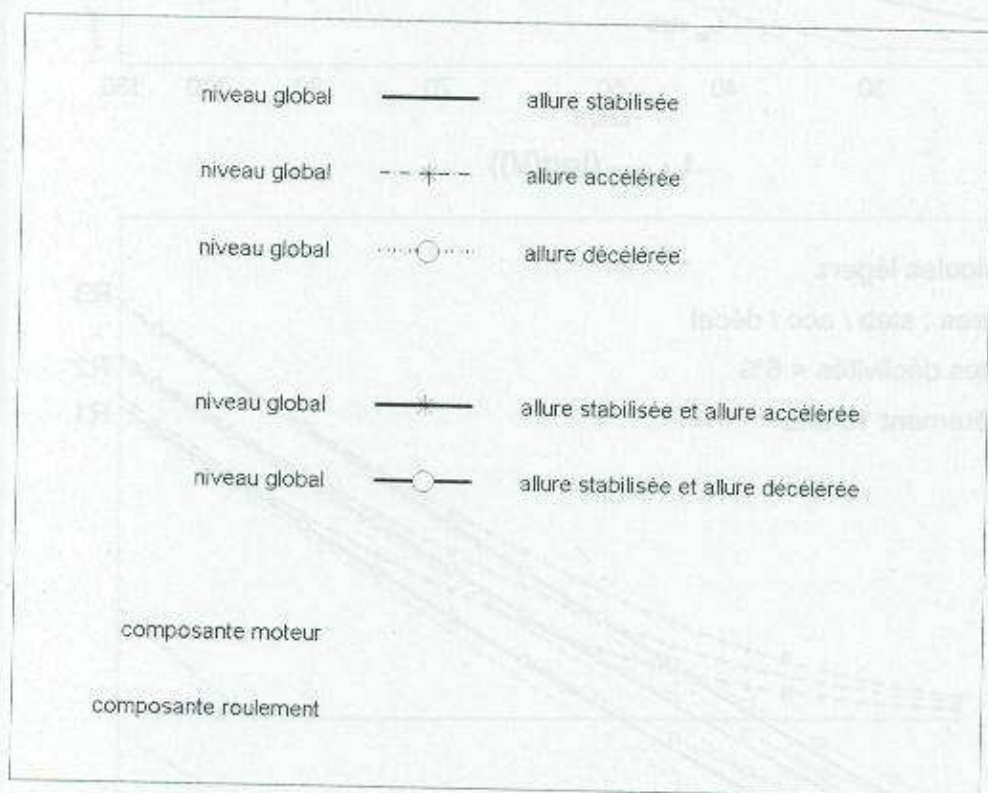 niveau global allure stabilisée
niveau global allure accélérée
niveau global allure décélérée
niveau global allure stabilisée et allure accélérée
niveau global allure stabilisée et allure décélérée
composante moteur
composante roulement